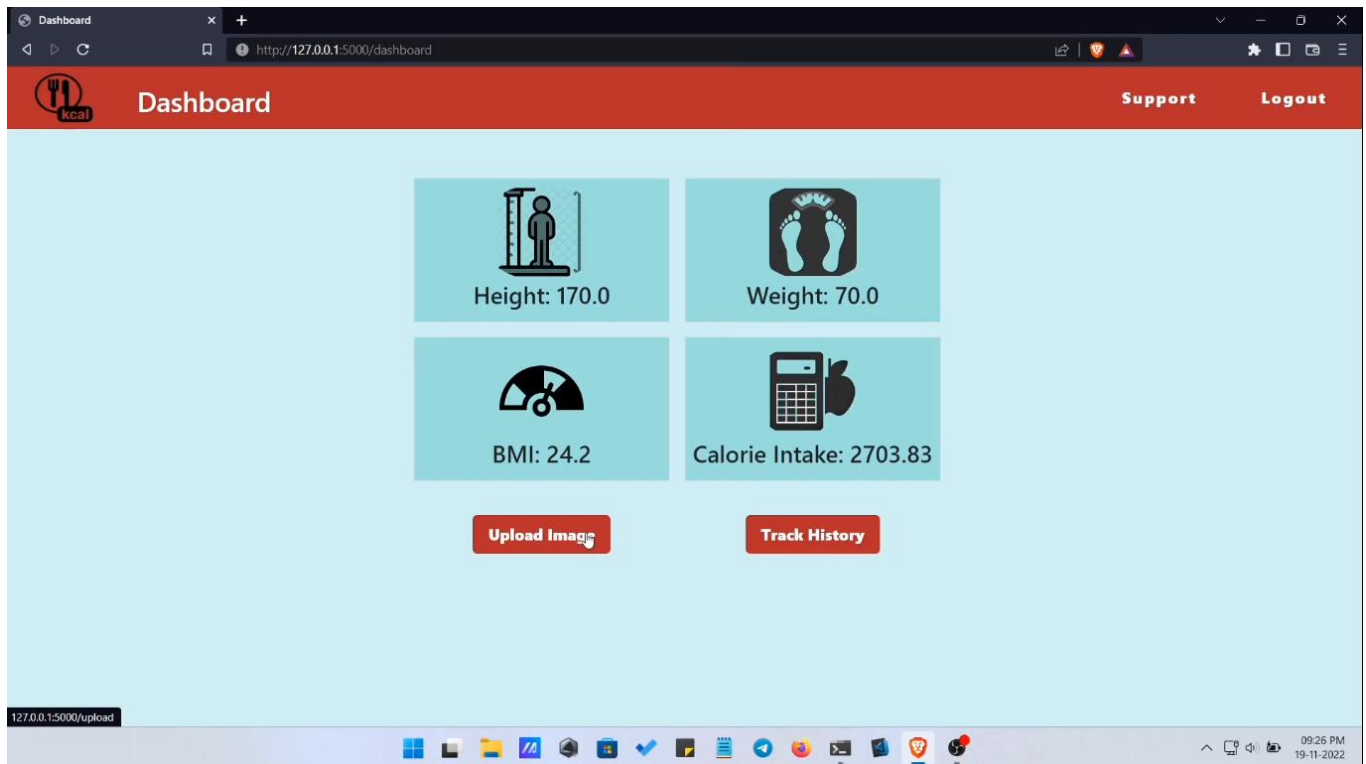 Dashboard
http://127.0.0.1:5000/dashboard
kcal
Dashboard
Support
Logout
Height: 170.0
Weight: 70.0
BMI: 24.2
Calorie Intake: 2703.83
Upload Image
Track History
127.0.0.1:5000/upload
09:26 PM
19-11-2022